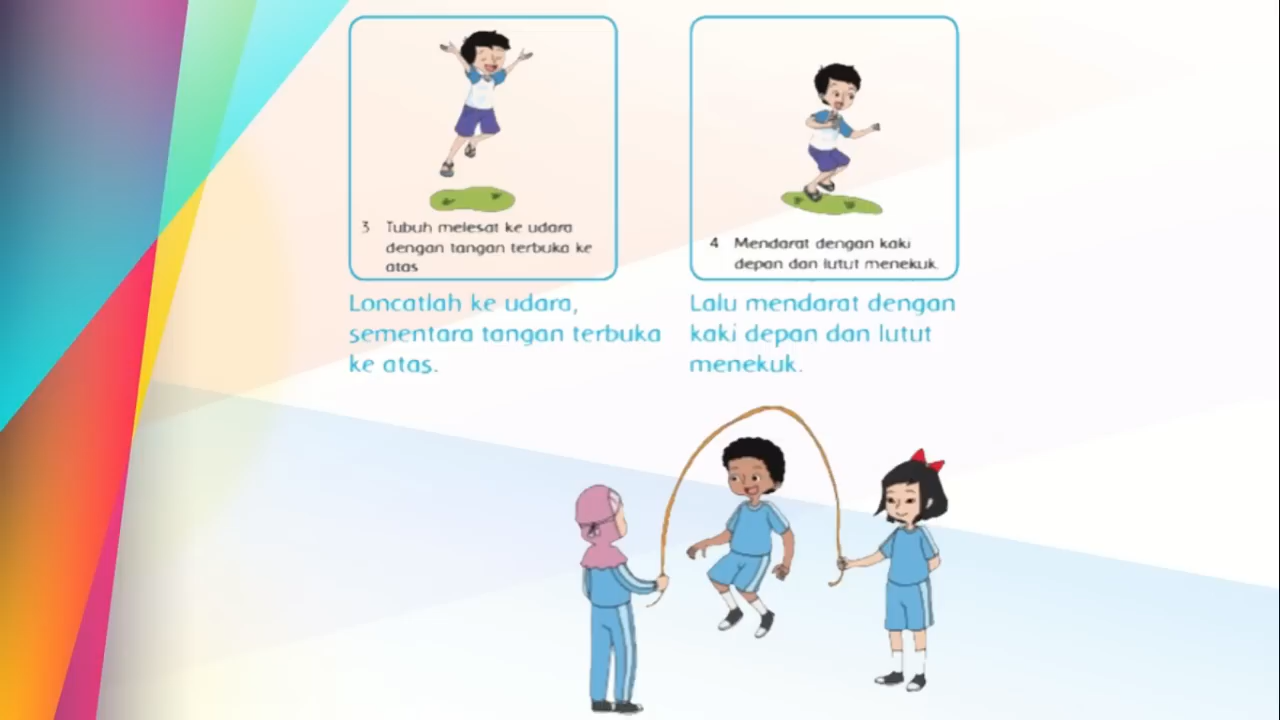 3 Tubuh melesat ke udara
dengan tangan terbuka ke
atas
Loncatlah ke udara,
sementara tangan terbuka
ke atas.
4 Mendarat dengan kaki
depan dan lutut menekuk.
Lalu mendarat dengan
kaki depan dan lutut
menekuk.